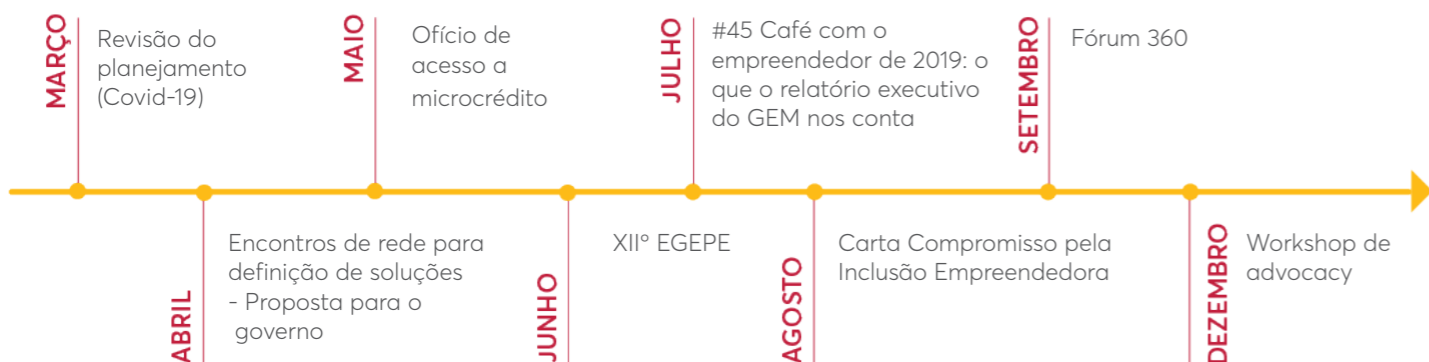 MARÇO
Revisão do
planejamento
(Covid-19)
ABRIL
Encontros de rede para
definição de soluções
- Proposta para o
governo
MAIO
Ofício de
acesso a
microcrédito
JUNHO
XIIº EGEPE
JULHO
#45 Café com o
empreendedor de 2019: o
que o relatório executivo
do GEM nos conta
AGOSTO
Carta Compromisso pela
Inclusão Empreendedora
SETEMBRO
Fórum 360
DEZEMBRO
Workshop de
advocacy